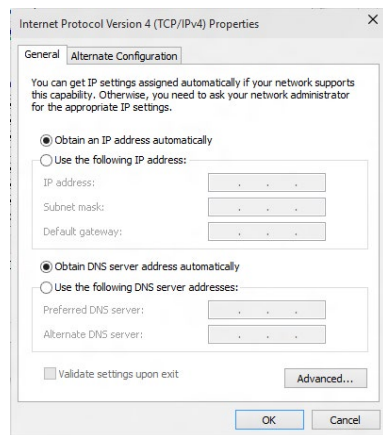 Internet Protocol Version 4 (TCP/IPv4) Properties
General
Alternate Configuration
You can get IP settings assigned automatically if your network supports
this capability. Otherwise, you need to ask your network administrator
for the appropriate IP settings.
Obtain an IP address automatically
Use the following IP address:
IP address:
Subnet mask:
Default gateway:
Obtain DNS server address automatically
Use the following DNS server addresses:
Preferred DNS server:
Alternate DNS server:
Validate settings upon exit
Advanced...
OK
Cancel